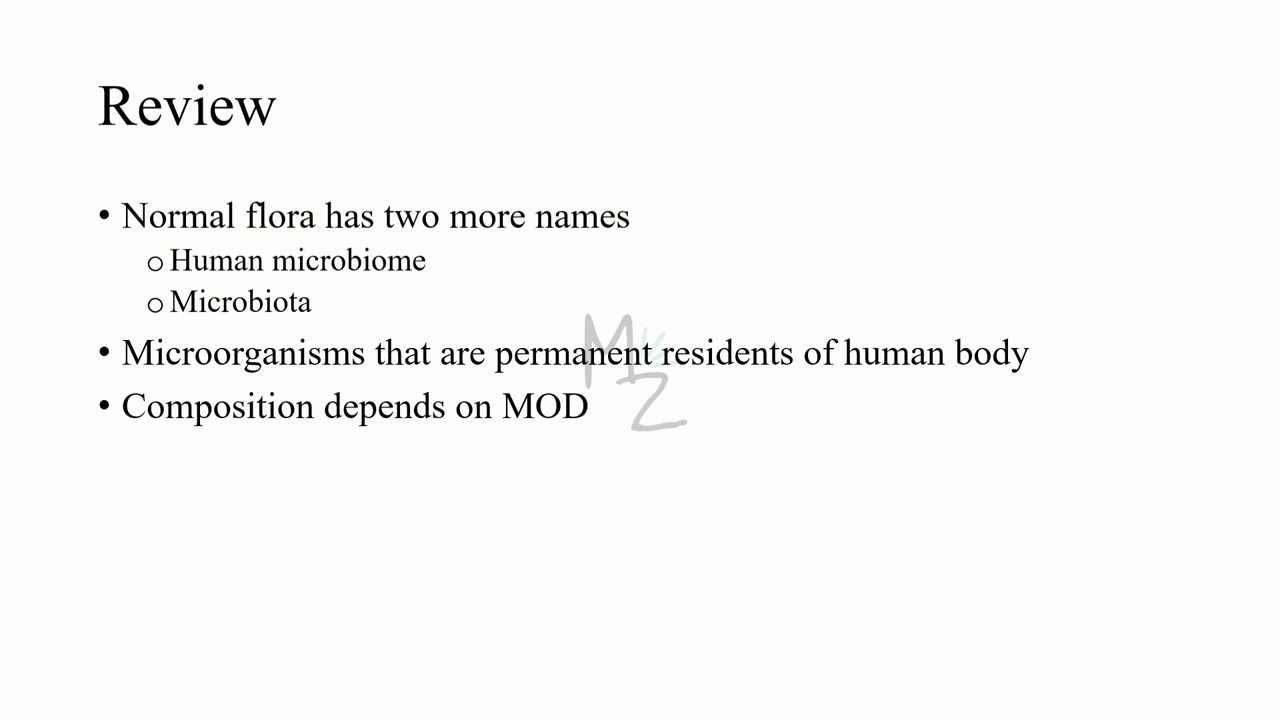 Review
• Normal flora has two more names
o Human microbiome
o Microbiota
• Microorganisms that are permanent residents of human body
• Composition depends on MOD
MZ